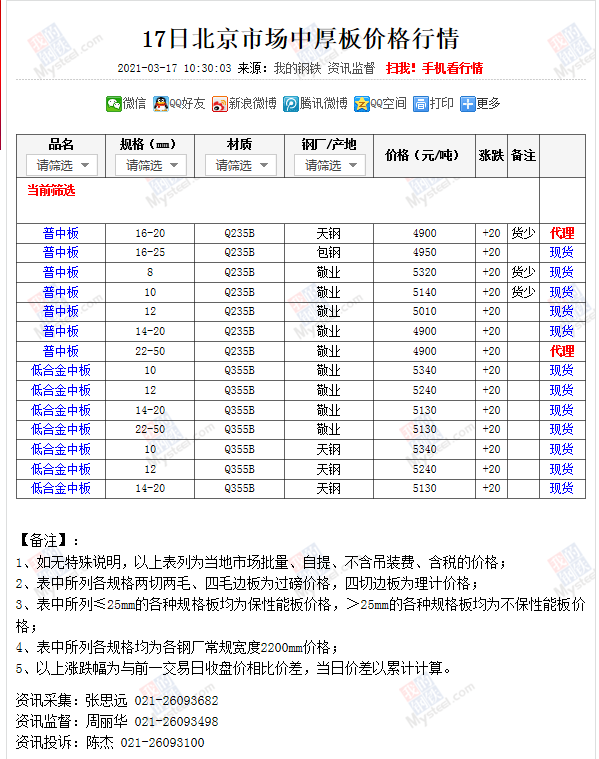 17日北京市场中厚板价格行情
2021-03-17 10:30:03 来源：我的钢铁 资讯监督 扫我！手机看行情
微信 QQ好友 新浪微博 腾讯微博 QQ空间 打印 更多
品名 规格（mm） 材质 钢厂/产地 价格（元/吨） 涨跌 备注
请筛选 请筛选 请筛选 请筛选
当前筛选
普中板 16-20 Q235B 天钢 4900 +20 货少 代理
普中板 16-25 Q235B 包钢 4950 +20 现货
普中板 8 Q235B 敬业 5320 +20 货少 现货
普中板 10 Q235B 敬业 5140 +20 货少 现货
普中板 12 Q235B 敬业 5010 +20 现货
普中板 14-20 Q235B 敬业 4900 +20 现货
普中板 22-50 Q235B 敬业 4900 +20 代理
低合金中板 10 Q355B 敬业 5340 +20 现货
低合金中板 12 Q355B 敬业 5240 +20 现货
低合金中板 14-20 Q355B 敬业 5130 +20 现货
低合金中板 22-50 Q355B 敬业 5130 +20 现货
低合金中板 10 Q355B 天钢 5340 +20 现货
低合金中板 12 Q355B 天钢 5240 +20 现货
低合金中板 14-20 Q355B 天钢 5130 +20 现货
【备注】：
1、如无特殊说明，以上表列为当地市场批量、自提、不含吊装费、含税的价格；
2、表中所列各规格两切两毛、四毛边板为过磅价格，四切边板为理计价格；
3、表中所列≤25mm的各种规格板均为保性能板价格，＞25mm的各种规格板均为不保性能板价
格；
4、表中所列各规格均为各钢厂常规宽度2200mm价格；
5、以上涨跌幅为与前一交易日收盘价相比价差，当日价差以累计计算。
资讯采集：张思远 021-26093682
资讯监督：周丽华 021-26093498
资讯投诉：陈杰 021-26093100